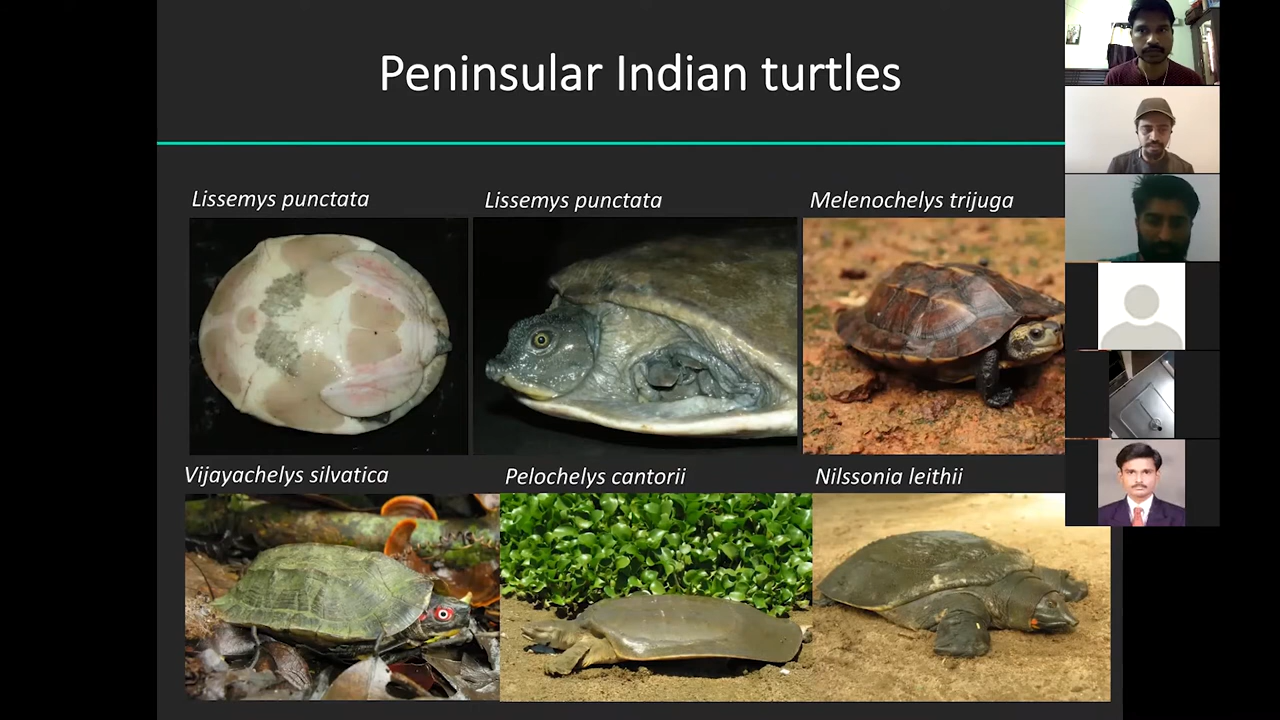 Peninsular Indian turtles
Lissemys punctata
Lissemys punctata
Melenochelys trijuga
Vijayachelys silvatica
Pelochelys cantorii
Nilssonia leithii